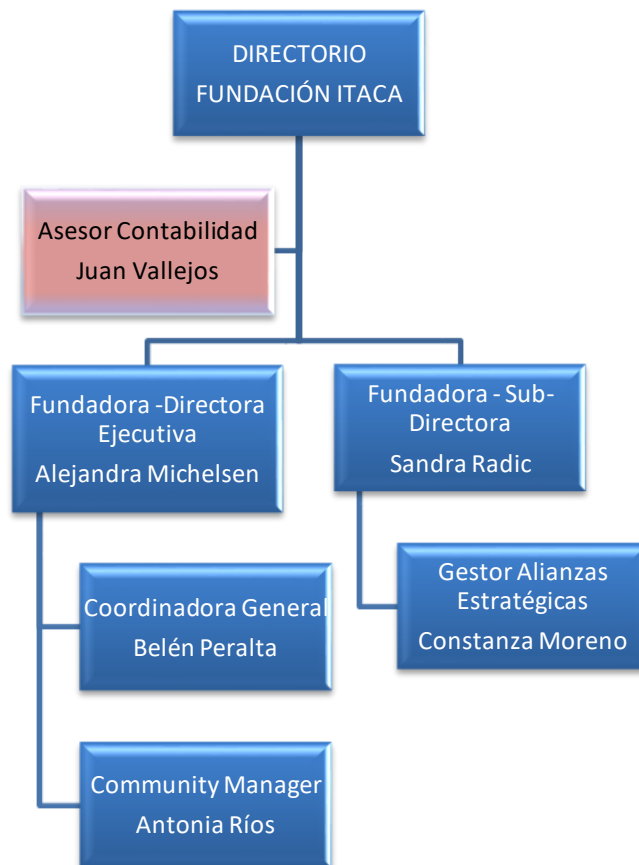 DIRECTORIO
FUNDACIÓN ITACA
Asesor Contabilidad
Juan Vallejos
Fundadora -Directora
Ejecutiva
Alejandra Michelsen
Fundadora - Sub-
Directora
Sandra Radic
Coordinadora General
Belén Peralta
Gestor Alianzas
Estratégicas
Constanza Moreno
Community Manager
Antonia Ríos